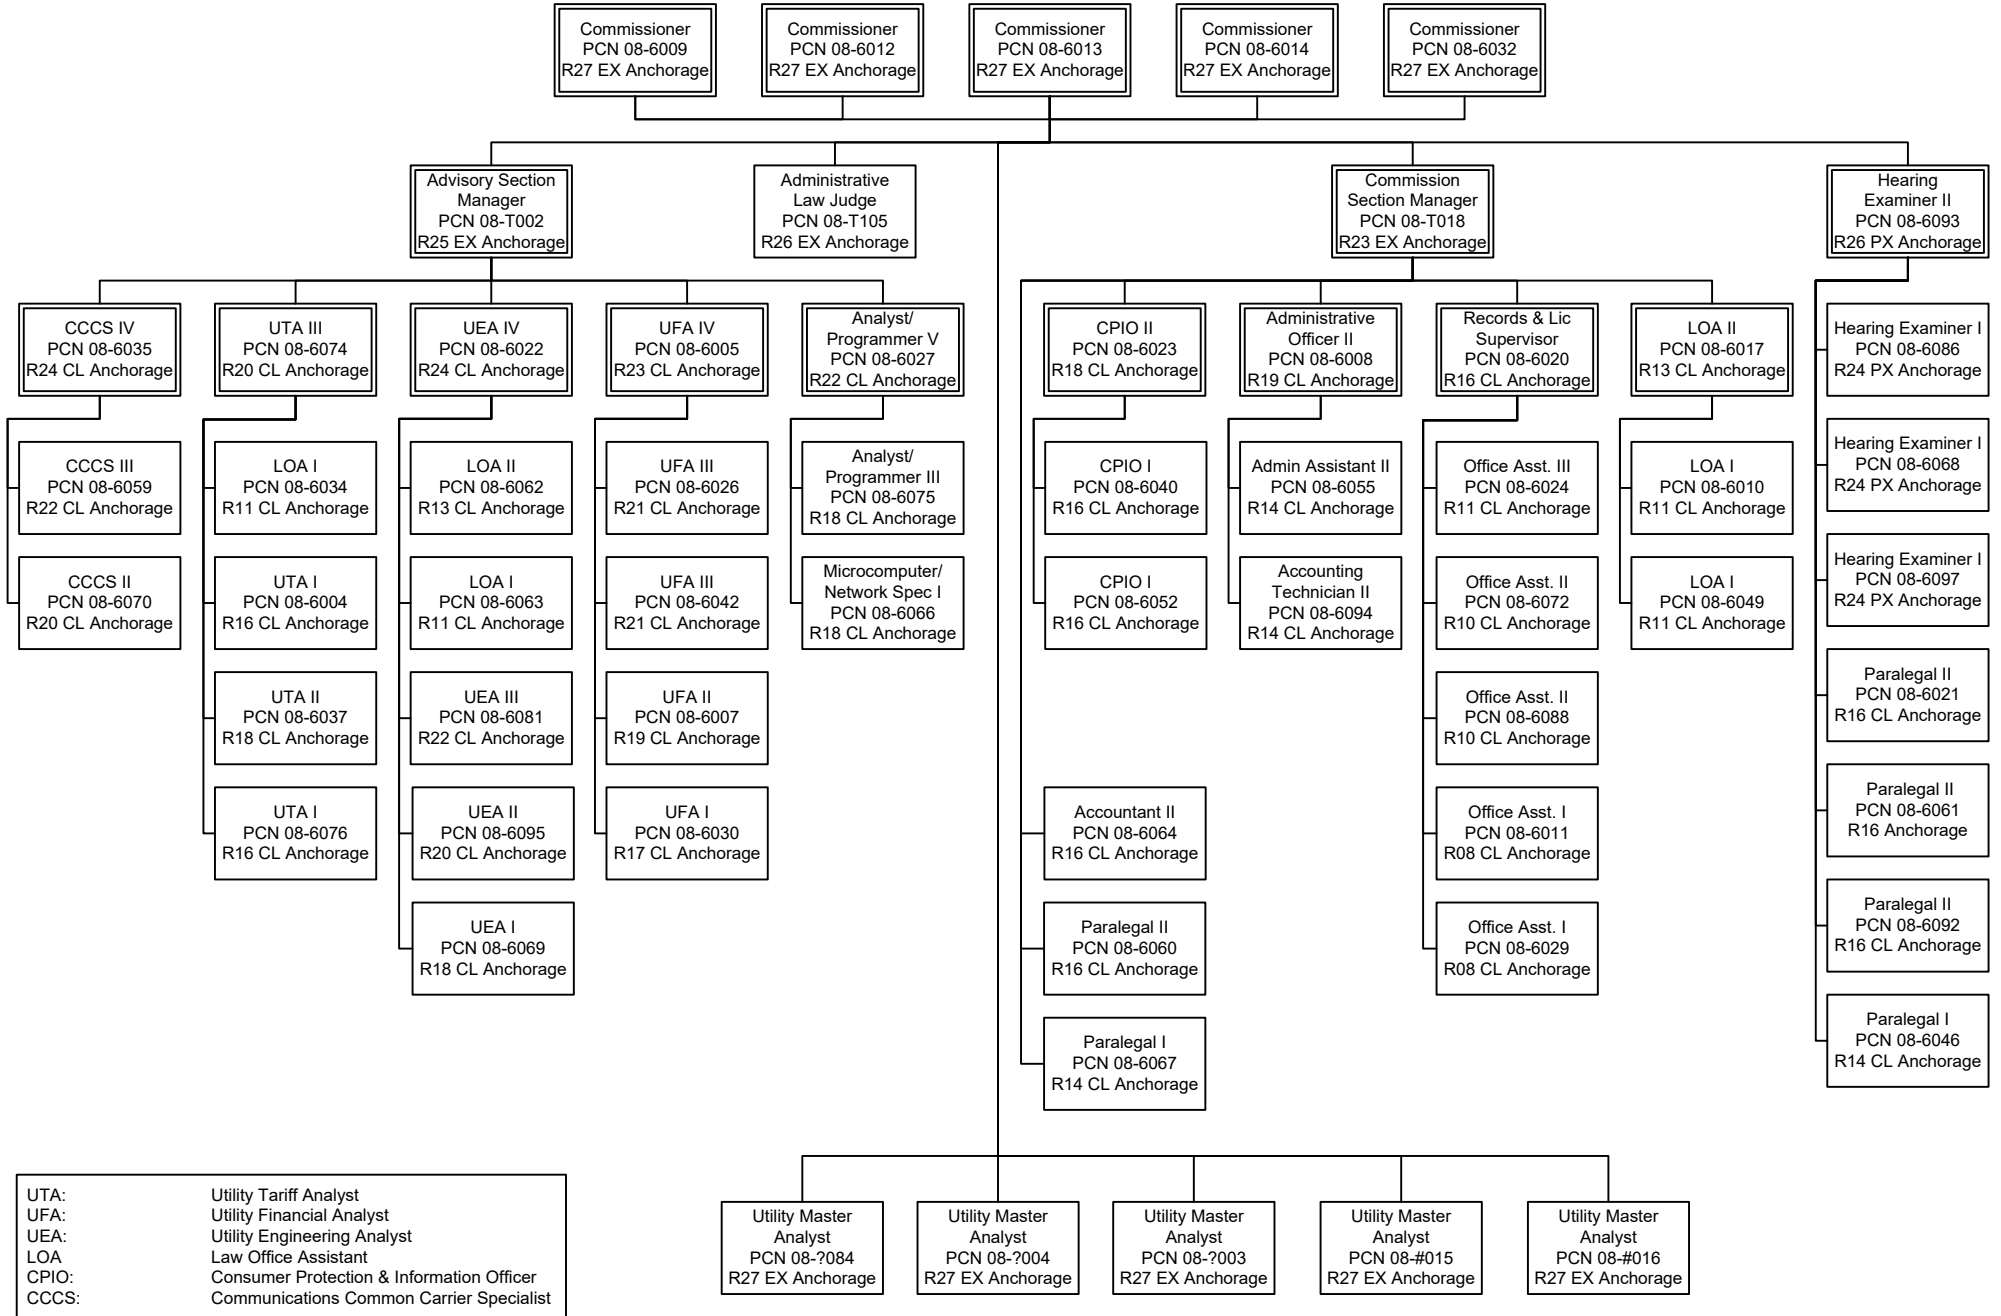 Commissioner
PCN 08-6009
R27 EX Anchorage
Commissioner
PCN 08-6012
R27 EX Anchorage
Commissioner
PCN 08-6013
R27 EX Anchorage
Commissioner
PCN 08-6014
R27 EX Anchorage
Commissioner
PCN 08-6032
R27 EX Anchorage
Advisory Section
Manager
PCN 08-T002
R25 EX Anchorage
Administrative
Law Judge
PCN 08-T105
R26 EX Anchorage
Commission
Section Manager
PCN 08-T018
R23 EX Anchorage
Hearing
Examiner II
PCN 08-6093
R26 PX Anchorage
CCCS IV
PCN 08-6035
R24 CL Anchorage
UTA III
PCN 08-6074
R20 CL Anchorage
UEA IV
PCN 08-6022
R24 CL Anchorage
UFA IV
PCN 08-6005
R23 CL Anchorage
Analyst/
Programmer V
PCN 08-6027
R22 CL Anchorage
CPIO II
PCN 08-6023
R18 CL Anchorage
Administrative
Officer II
PCN 08-6008
R19 CL Anchorage
Records & Lic
Supervisor
PCN 08-6020
R16 CL Anchorage
LOA II
PCN 08-6017
R13 CL Anchorage
Hearing Examiner I
PCN 08-6086
R24 PX Anchorage
CCCS III
PCN 08-6059
R22 CL Anchorage
LOA I
PCN 08-6034
R11 CL Anchorage
LOA II
PCN 08-6062
R13 CL Anchorage
UFA III
PCN 08-6026
R21 CL Anchorage
Analyst/
Programmer III
PCN 08-6075
R18 CL Anchorage
CPIO I
PCN 08-6040
R16 CL Anchorage
Admin Assistant II
PCN 08-6055
R14 CL Anchorage
Office Asst. III
PCN 08-6024
R11 CL Anchorage
LOA I
PCN 08-6010
R11 CL Anchorage
Hearing Examiner I
PCN 08-6068
R24 PX Anchorage
CCCS II
PCN 08-6070
R20 CL Anchorage
UTA I
PCN 08-6004
R16 CL Anchorage
LOA I
PCN 08-6063
R11 CL Anchorage
UFA III
PCN 08-6042
R21 CL Anchorage
Microcomputer/
Network Spec I
PCN 08-6066
R18 CL Anchorage
CPIO I
PCN 08-6052
R16 CL Anchorage
Accounting
Technician II
PCN 08-6094
R14 CL Anchorage
Office Asst. II
PCN 08-6072
R10 CL Anchorage
LOA I
PCN 08-6049
R11 CL Anchorage
Hearing Examiner I
PCN 08-6097
R24 PX Anchorage
UTA II
PCN 08-6037
R18 CL Anchorage
UEA III
PCN 08-6081
R22 CL Anchorage
UFA II
PCN 08-6007
R19 CL Anchorage
Office Asst. II
PCN 08-6088
R10 CL Anchorage
Paralegal II
PCN 08-6021
R16 CL Anchorage
UTA I
PCN 08-6076
R16 CL Anchorage
UEA II
PCN 08-6095
R20 CL Anchorage
UFA I
PCN 08-6030
R17 CL Anchorage
Accountant II
PCN 08-6064
R16 CL Anchorage
Office Asst. I
PCN 08-6011
R08 CL Anchorage
Paralegal II
PCN 08-6061
R16 Anchorage
UEA I
PCN 08-6069
R18 CL Anchorage
Paralegal II
PCN 08-6060
R16 CL Anchorage
Office Asst. I
PCN 08-6029
R08 CL Anchorage
Paralegal II
PCN 08-6092
R16 CL Anchorage
Paralegal I
PCN 08-6067
R14 CL Anchorage
Paralegal I
PCN 08-6046
R14 CL Anchorage
UTA: Utility Tariff Analyst
UFA: Utility Financial Analyst
UEA: Utility Engineering Analyst
LOA Law Office Assistant
CPIO: Consumer Protection & Information Officer
CCCS: Communications Common Carrier Specialist
Utility Master
Analyst
PCN 08-?084
R27 EX Anchorage
Utility Master
Analyst
PCN 08-?004
R27 EX Anchorage
Utility Master
Analyst
PCN 08-?003
R27 EX Anchorage
Utility Master
Analyst
PCN 08-#015
R27 EX Anchorage
Utility Master
Analyst
PCN 08-#016
R27 EX Anchorage